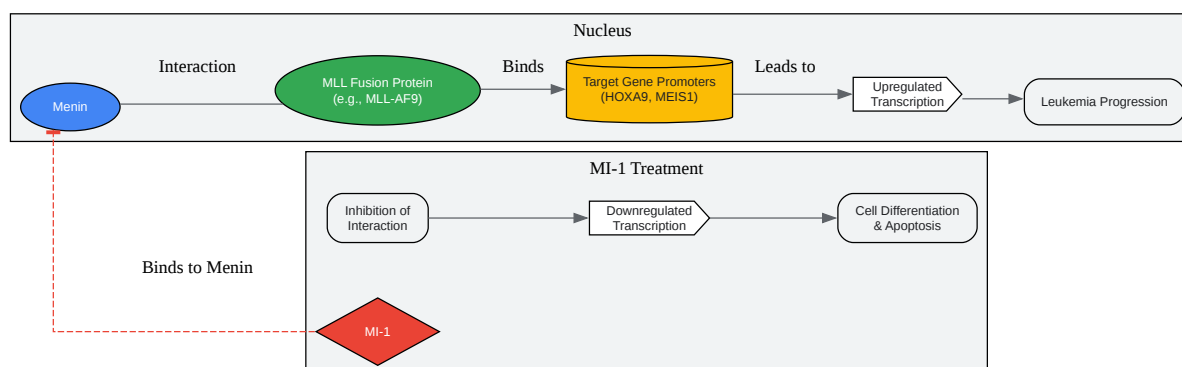 Nucleus
Interaction
Binds
Leads to
Menin
MLL Fusion Protein
(e.g., MLL-AF9)
Target Gene Promoters
(HOXA9, MEIS1)
Upregulated
Transcription
Leukemia Progression
MI-1 Treatment
Inhibition of
Interaction
Downregulated
Transcription
Cell Differentiation
& Apoptosis
Binds to Menin
MI-1